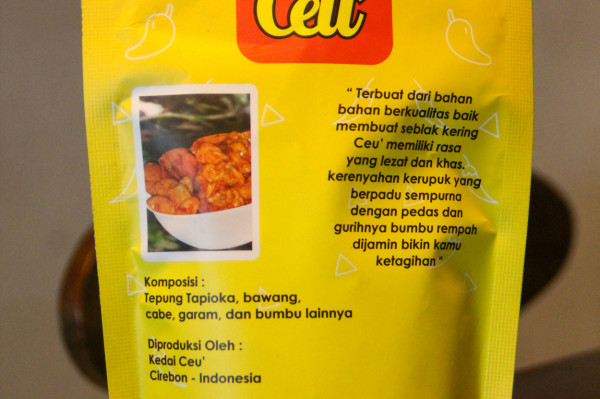 Ceu'
" Terbuat dari bahan
bahan berkualitas baik
membuat seblak kering
Ceu' memiliki rasa
yang lezat dan khas.
kerenyahan kerupuk yang
berpadu sempurna
dengan pedas dan
gurihnya bumbu rempah
dijamin bikin kamu
ketagihan "
Komposisi :
Tepung Tapioka, bawang,
cabe, garam, dan bumbu lainnya
Diproduksi Oleh :
Kedai Ceu'
Cirebon - Indonesia